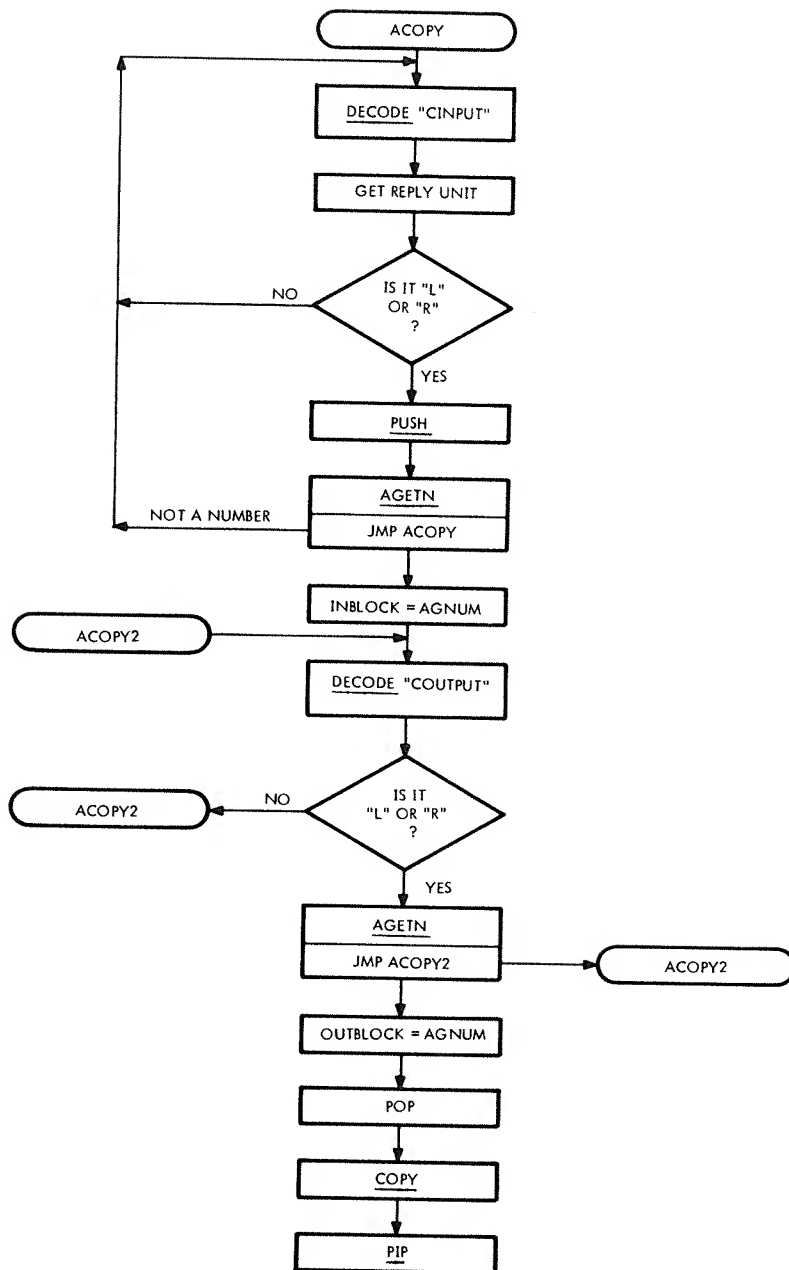 ACOPY
DECODE "CINPUT"
GET REPLY UNIT
IS IT "L"
OR "R"
?
NO
YES
PUSH
AGETN
NOT A NUMBER
JMP ACOPY
INBLOCK = AGNUM
ACOPY2
DECODE "COUTPUT"
IS IT
"L" OR "R"
?
NO
ACOPY2
YES
AGETN
JMP ACOPY2
ACOPY2
OUTBLOCK = AGNUM
POP
COPY
PIP